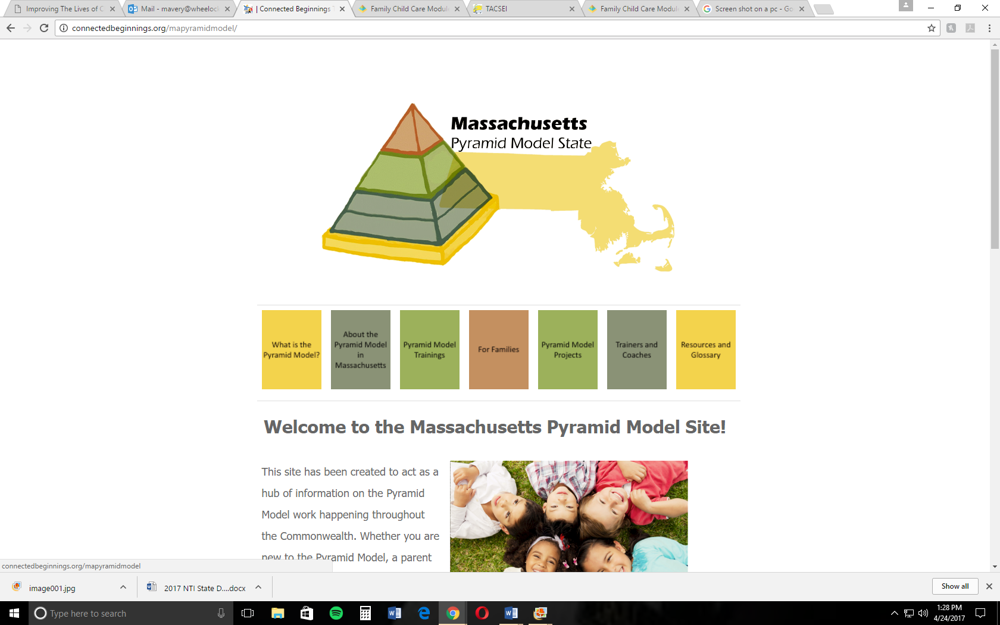 Improving The Lives of C
Mail - mavery@wheelock
| Connected Beginnings T
Family Child Care Module
TACSEI
Family Child Care Module
Screen shot on a pc - Go
connectedbeginnings.org/mapyramidmodel/
Massachusetts
Pyramid Model State
What is the
Pyramid Model?
About the
Pyramid Model
in
Massachusetts
Pyramid Model
Trainings
For Families
Pyramid Model
Projects
Trainers and
Coaches
Resources and
Glossary
Welcome to the Massachusetts Pyramid Model Site!
This site has been created to act as a
hub of information on the Pyramid
Model work happening throughout
the Commonwealth. Whether you are
new to the Pyramid Model, a parent
connectedbeginnings.org/mapyramidmodel
image001.jpg
2017 NTI State D....docx
Show all
Type here to search
1:28 PM
4/24/2017